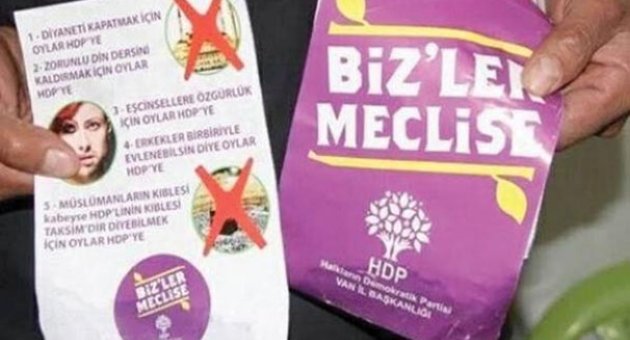 1 - DİYANETİ KAPATMAK İÇİN
OYLAR HDP'YE
2- ZORUNLU DİN DERSİNİ
KALDIRMAK İÇİN OYLAR
HDP'YE
3 - EŞCİNSELLERE ÖZGÜRLÜK
İÇİN OYLAR HDP'YE
4- ERKEKLER BİRBİRİYLE
EVLENEBİLSİN DİYE OYLAR
HDP'YE
5 - MÜSLÜMANLARIN KIBLESİ
kabeyse HDP'LİNİN KIBLESİ
TAKSİM'DİR DİYEBİLMEK
İÇİN OYLAR HDP'YE
BİZ'LER
MECLİSE
BİZ'LER
MECLİSE
HDP
Halkların Demokratik Partisi
VAN İL BAŞKANLIĞI